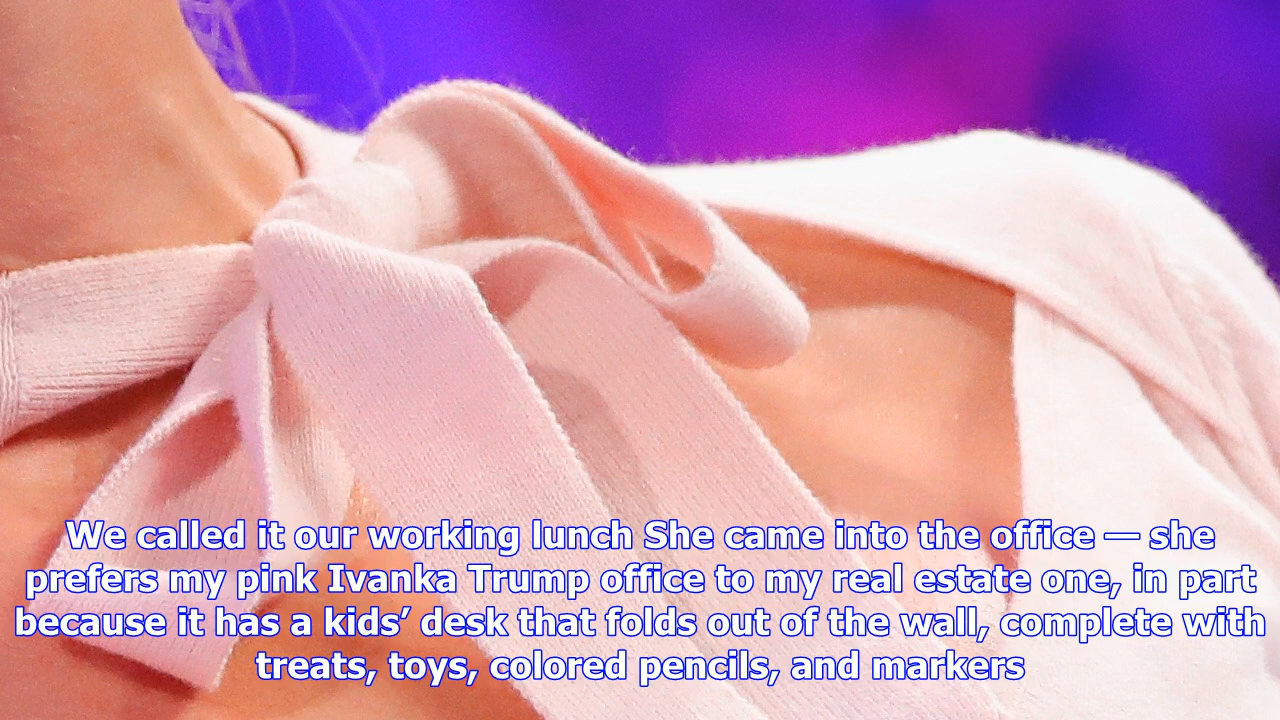 We called it our working lunch She came into the office — she
prefers my pink Ivanka Trump office to my real estate one, in part
because it has a kids’ desk that folds out of the wall, complete with
treats, toys, colored pencils, and markers